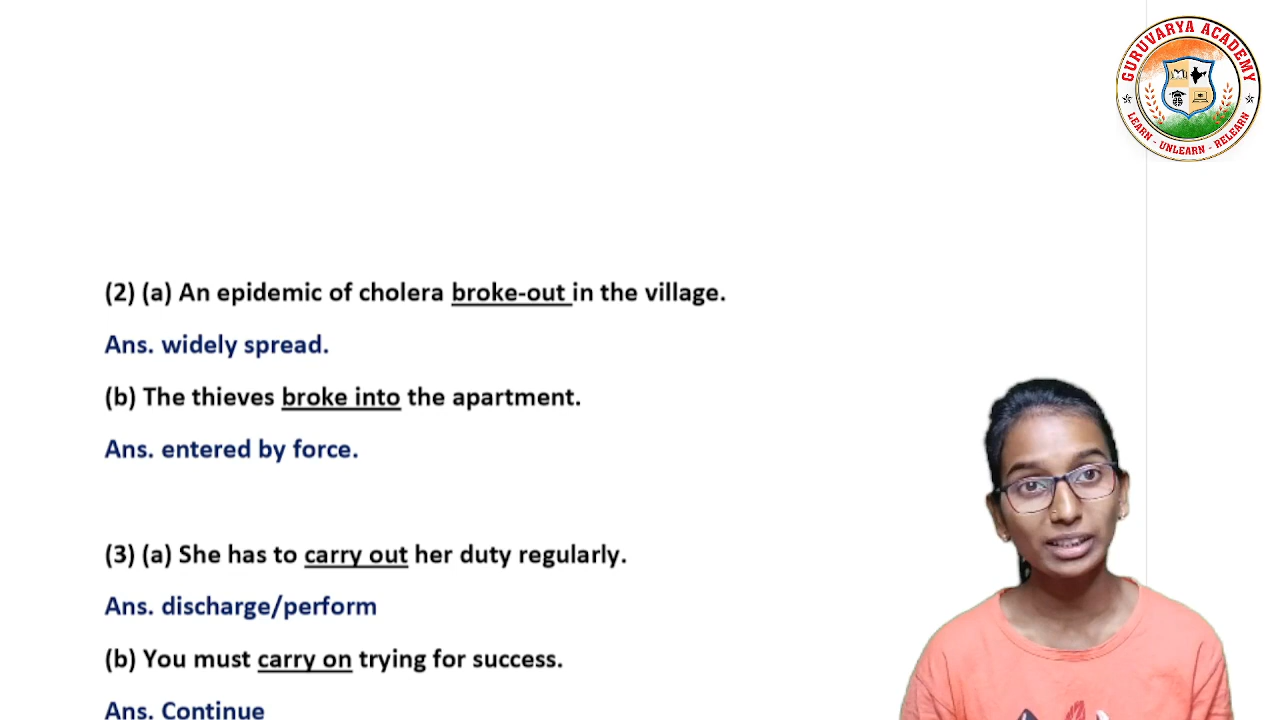 GURUVARYA ACADEMY
LEARN - UNLEARN - RELEARN
(2) (a) An epidemic of cholera broke-out in the village.
Ans. widely spread.
(b) The thieves broke into the apartment.
Ans. entered by force.
(3) (a) She has to carry out her duty regularly.
Ans. discharge/perform
(b) You must carry on trying for success.
Ans. Continue